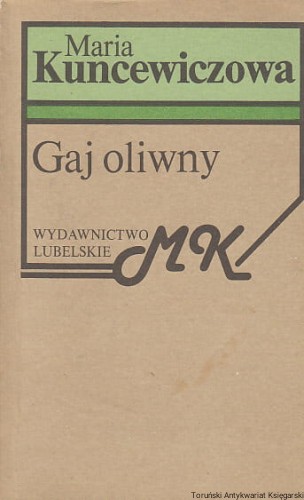 Maria
Kuncewiczowa
Gaj oliwny
WYDAWNICTWO
LUBELSKIE
MK
Toruński Antykwariat Księgarski